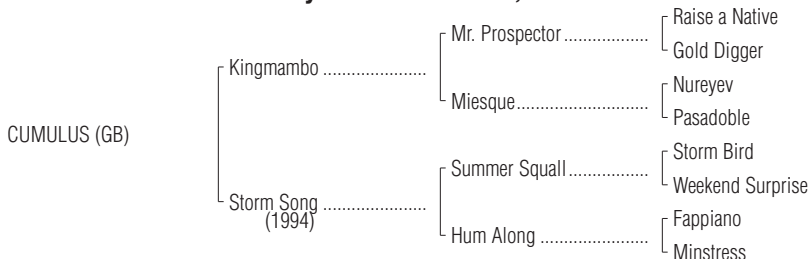 Raise a Native
Mr. Prospector ..................
Gold Digger
Kingmambo ......................
Nureyev
Miesque.............................
Pasadoble
CUMULUS (GB)
Storm Bird
Summer Squall.................
Weekend Surprise
Storm Song ......................
(1994)
Fappiano
Hum Along ........................
Minstress